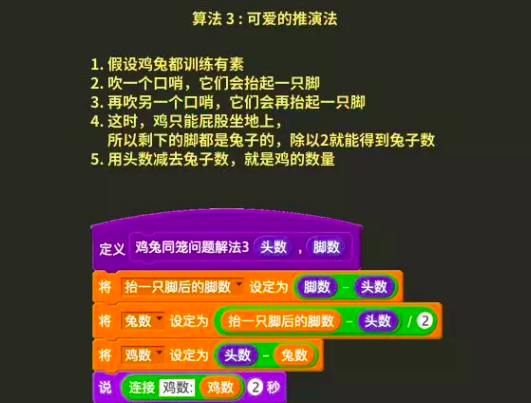 算法 3 : 可爱的推演法
1. 假设鸡兔都训练有素
2. 吹一个口哨，它们会抬起一只脚
3. 再吹另一个口哨，它们会再抬起一只脚
4. 这时，鸡只能屁股坐地上，
所以剩下的脚都是兔子的，除以2就能得到兔子数
5. 用头数减去兔子数，就是鸡的数量
定义 鸡兔同笼问题解法3 头数 , 脚数
将 抬一只脚后的脚数 设定为 脚数 - 头数
将 兔数 设定为 抬一只脚后的脚数 - 头数 / 2
将 鸡数 设定为 头数 - 兔数
说 连接 鸡数: 鸡数 2 秒